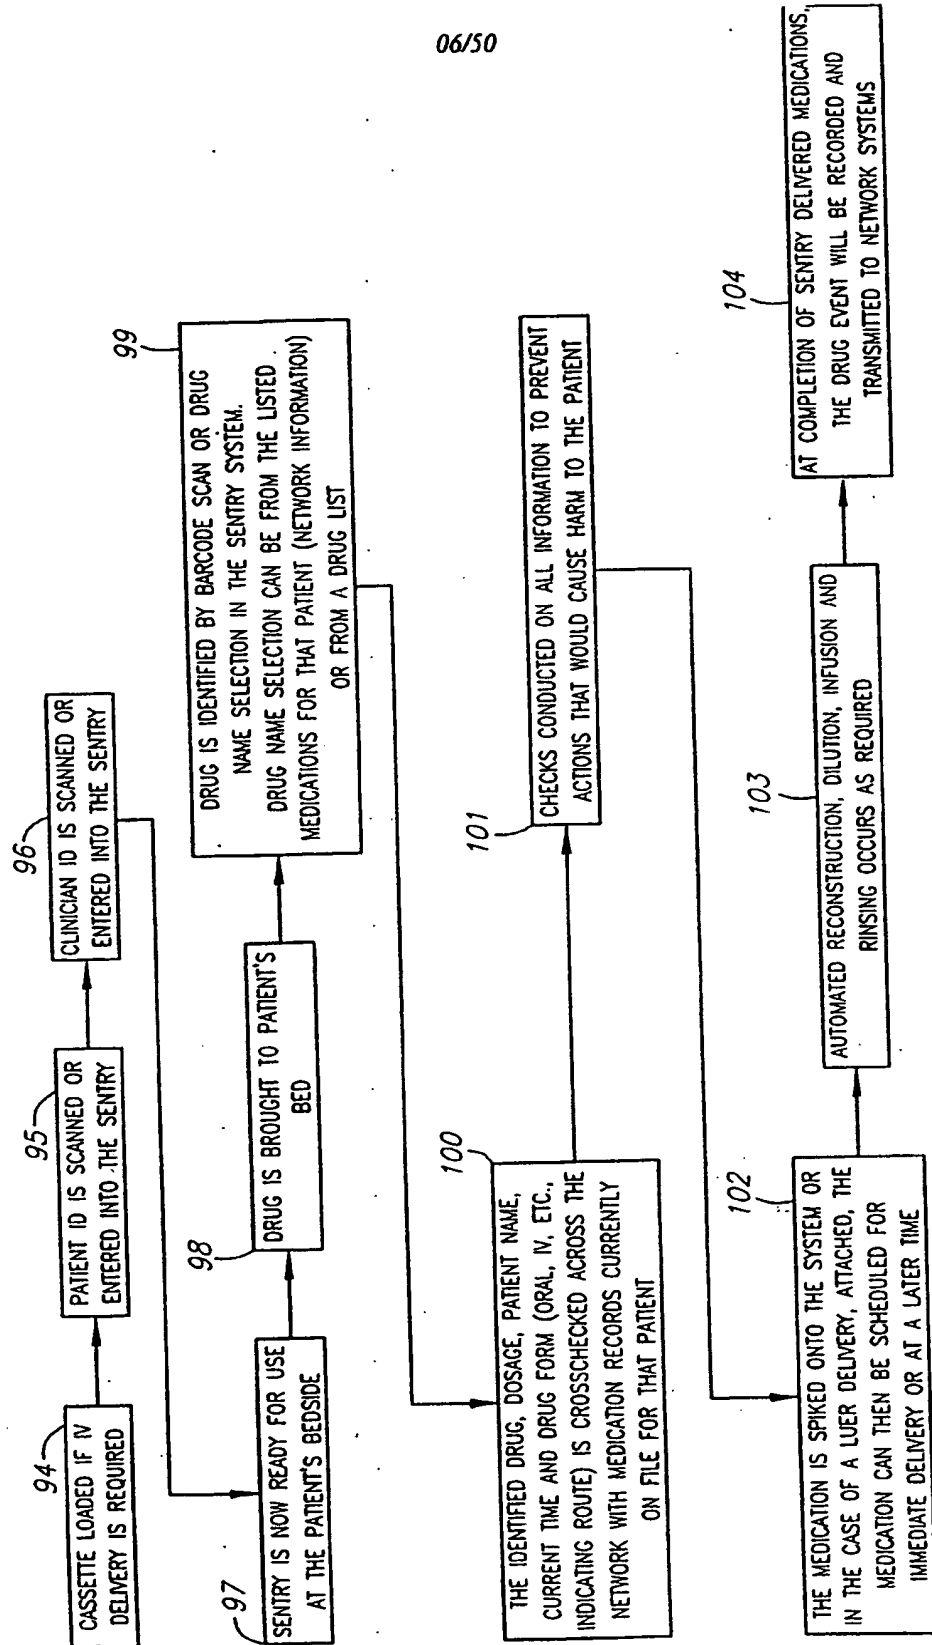 06/50
94
CASSETTE LOADED IF IV
DELIVERY IS REQUIRED
95
PATIENT ID IS SCANNED OR
ENTERED INTO THE SENTRY
96
CLINICIAN ID IS SCANNED OR
ENTERED INTO THE SENTRY
97
SENTRY IS NOW READY FOR USE
AT THE PATIENT'S BEDSIDE
98
DRUG IS BROUGHT TO PATIENT'S
BED
99
DRUG IS IDENTIFIED BY BARCODE SCAN OR DRUG
NAME SELECTION IN THE SENTRY SYSTEM.
DRUG NAME SELECTION CAN BE FROM THE LISTED
MEDICATIONS FOR THAT PATIENT (NETWORK INFORMATION)
OR FROM A DRUG LIST
100
THE IDENTIFIED DRUG, DOSAGE, PATIENT NAME,
CURRENT TIME AND DRUG FORM (ORAL, IV, ETC.,
INDICATING ROUTE) IS CROSSCHECKED ACROSS THE
NETWORK WITH MEDICATION RECORDS CURRENTLY
ON FILE FOR THAT PATIENT
101
CHECKS CONDUCTED ON ALL INFORMATION TO PREVENT
ACTIONS THAT WOULD CAUSE HARM TO THE PATIENT
102
THE MEDICATION IS SPIKED ONTO THE SYSTEM OR
IN THE CASE OF A LUER DELIVERY, ATTACHED, THE
MEDICATION CAN THEN BE SCHEDULED FOR
IMMEDIATE DELIVERY OR AT A LATER TIME
103
AUTOMATED RECONSTRUCTION, DILUTION, INFUSION AND
RINSING OCCURS AS REQUIRED
104
AT COMPLETION OF SENTRY DELIVERED MEDICATIONS,
THE DRUG EVENT WILL BE RECORDED AND
TRANSMITTED TO NETWORK SYSTEMS